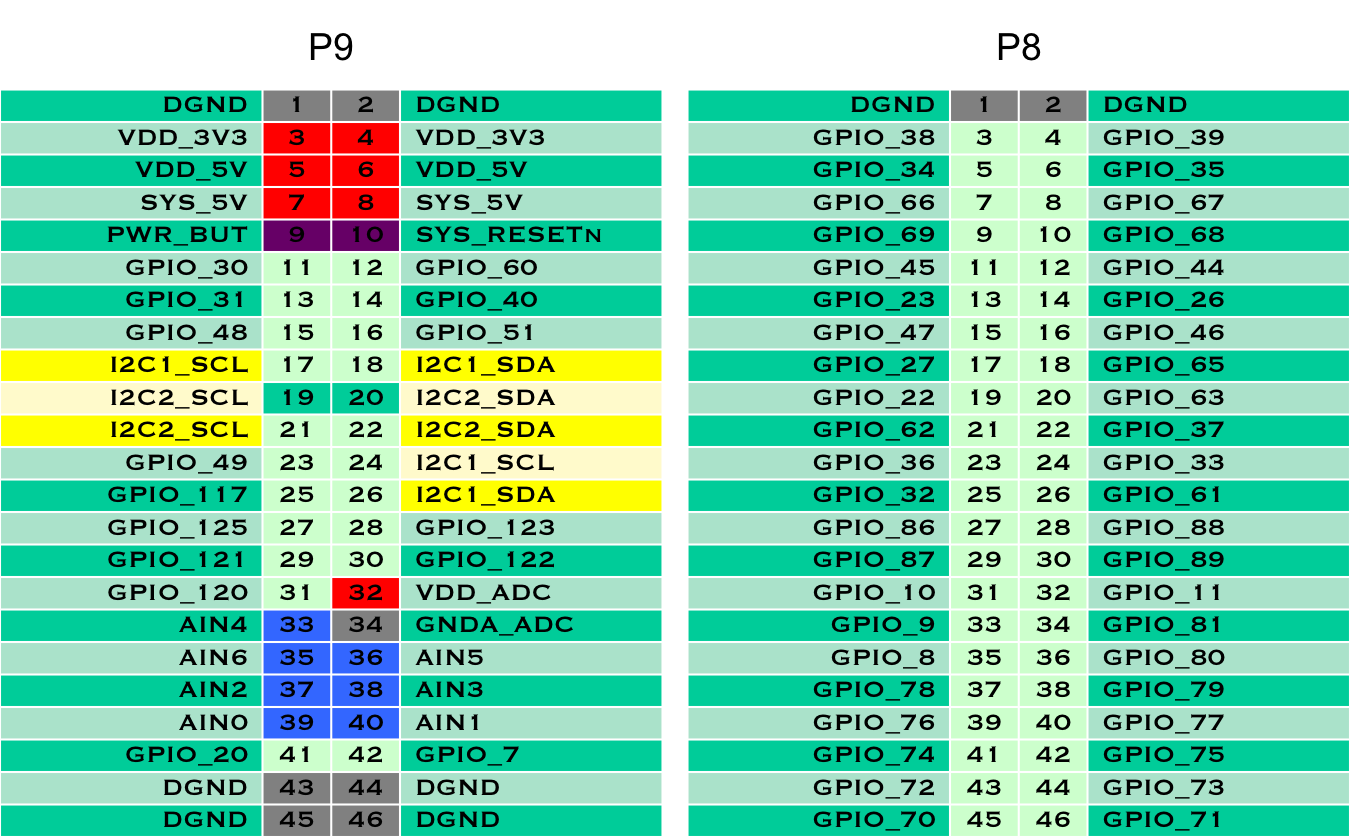 P9 P8
DGND 1 2 DGND DGND 1 2 DGND
VDD_3V3 3 4 VDD_3V3 GPIO_38 3 4 GPIO_39
VDD_5V 5 6 VDD_5V GPIO_34 5 6 GPIO_35
SYS_5V 7 8 SYS_5V GPIO_66 7 8 GPIO_67
PWR_BUT 9 10 SYS_RESETN GPIO_69 9 10 GPIO_68
GPIO_30 11 12 GPIO_60 GPIO_45 11 12 GPIO_44
GPIO_31 13 14 GPIO_40 GPIO_23 13 14 GPIO_26
GPIO_48 15 16 GPIO_51 GPIO_47 15 16 GPIO_46
I2C1_SCL 17 18 I2C1_SDA GPIO_27 17 18 GPIO_65
I2C2_SCL 19 20 I2C2_SDA GPIO_22 19 20 GPIO_63
I2C2_SCL 21 22 I2C2_SDA GPIO_62 21 22 GPIO_37
GPIO_49 23 24 I2C1_SCL GPIO_36 23 24 GPIO_33
GPIO_117 25 26 I2C1_SDA GPIO_32 25 26 GPIO_61
GPIO_125 27 28 GPIO_123 GPIO_86 27 28 GPIO_88
GPIO_121 29 30 GPIO_122 GPIO_87 29 30 GPIO_89
GPIO_120 31 32 VDD_ADC GPIO_10 31 32 GPIO_11
AIN4 33 34 GNDA_ADC GPIO_9 33 34 GPIO_81
AIN6 35 36 AIN5 GPIO_8 35 36 GPIO_80
AIN2 37 38 AIN3 GPIO_78 37 38 GPIO_79
AIN0 39 40 AIN1 GPIO_76 39 40 GPIO_77
GPIO_20 41 42 GPIO_7 GPIO_74 41 42 GPIO_75
DGND 43 44 DGND GPIO_72 43 44 GPIO_73
DGND 45 46 DGND GPIO_70 45 46 GPIO_71